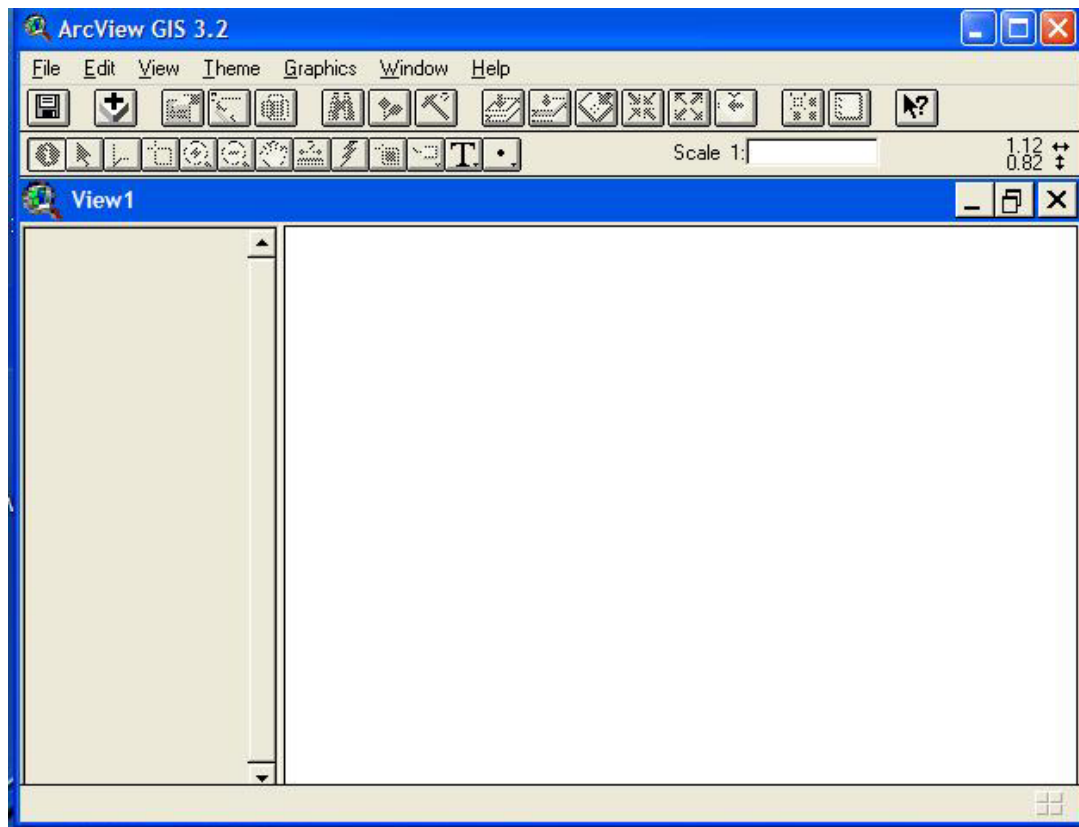 ArcView GIS 3.2
File Edit View Theme Graphics Window Help
T
Scale 1: 1.12
0.82
View1